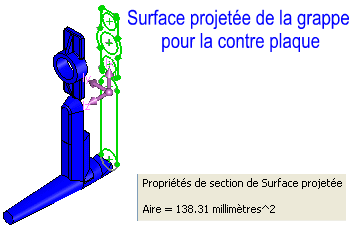 Surface projetée de la grappe
pour la contre plaque
Propriétés de section de Surface projetée
Aire = 138.31 millimètres^2